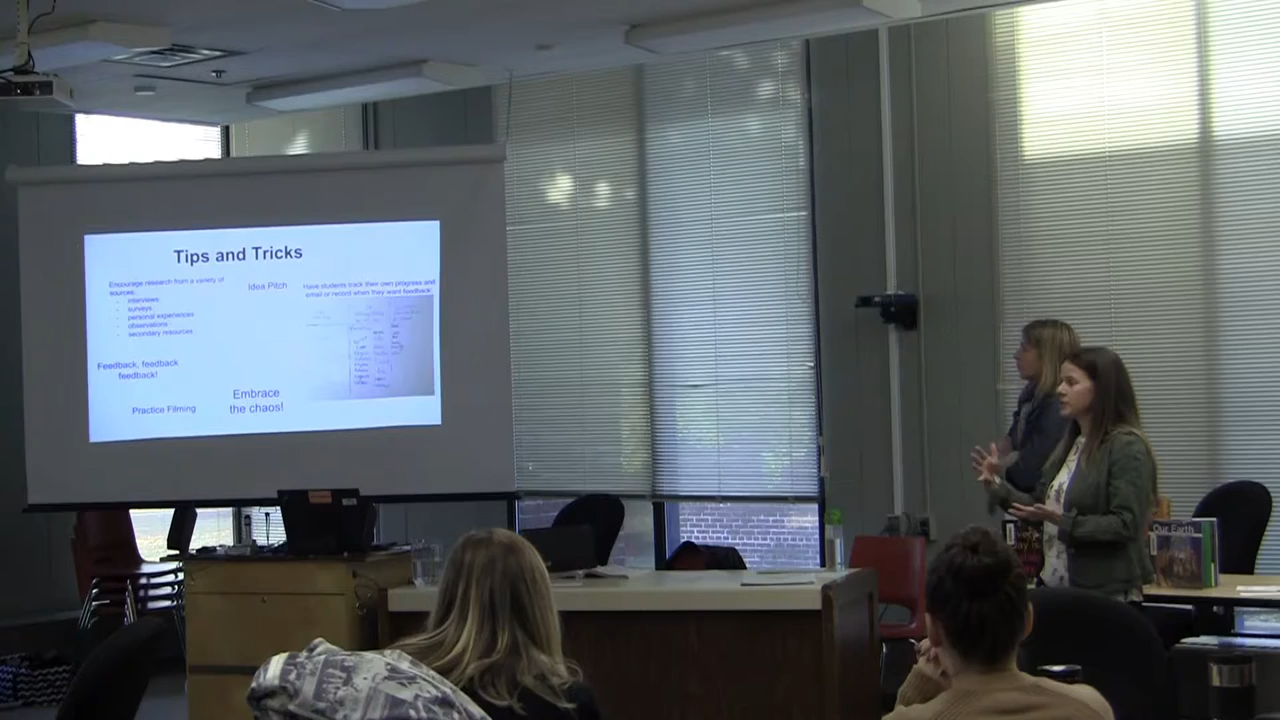 Tips and Tricks
Encourage research from a variety of
sources:
- interviews
- surveys
- personal experiences
- observations
- secondary resources
Idea Pitch
Have students track their own progress and
email or record when they want feedback
Feedback, feedback
feedback!
Practice Filming
Embrace
the chaos!
Our Earth